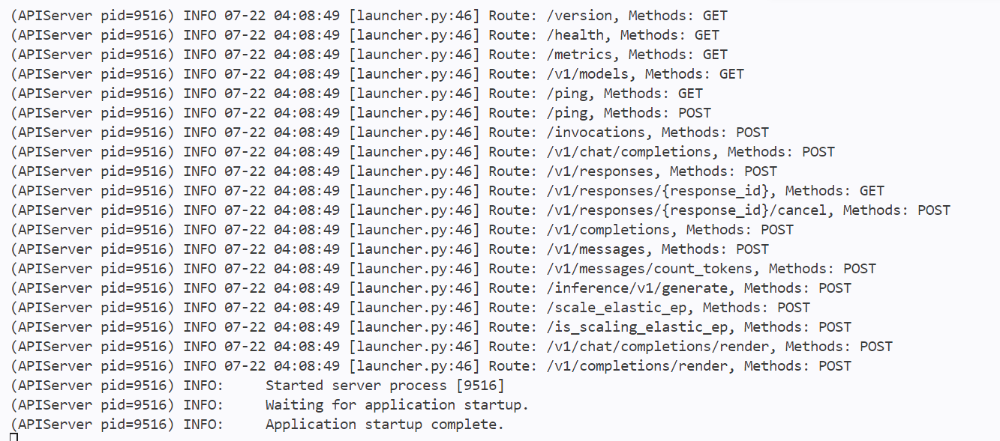 (APIServer pid=9516) INFO 07-22 04:08:49 [launcher.py:46] Route: /version, Methods: GET
(APIServer pid=9516) INFO 07-22 04:08:49 [launcher.py:46] Route: /health, Methods: GET
(APIServer pid=9516) INFO 07-22 04:08:49 [launcher.py:46] Route: /metrics, Methods: GET
(APIServer pid=9516) INFO 07-22 04:08:49 [launcher.py:46] Route: /v1/models, Methods: GET
(APIServer pid=9516) INFO 07-22 04:08:49 [launcher.py:46] Route: /ping, Methods: GET
(APIServer pid=9516) INFO 07-22 04:08:49 [launcher.py:46] Route: /ping, Methods: POST
(APIServer pid=9516) INFO 07-22 04:08:49 [launcher.py:46] Route: /invocations, Methods: POST
(APIServer pid=9516) INFO 07-22 04:08:49 [launcher.py:46] Route: /v1/chat/completions, Methods: POST
(APIServer pid=9516) INFO 07-22 04:08:49 [launcher.py:46] Route: /v1/responses, Methods: POST
(APIServer pid=9516) INFO 07-22 04:08:49 [launcher.py:46] Route: /v1/responses/{response_id}, Methods: GET
(APIServer pid=9516) INFO 07-22 04:08:49 [launcher.py:46] Route: /v1/responses/{response_id}/cancel, Methods: POST
(APIServer pid=9516) INFO 07-22 04:08:49 [launcher.py:46] Route: /v1/completions, Methods: POST
(APIServer pid=9516) INFO 07-22 04:08:49 [launcher.py:46] Route: /v1/messages, Methods: POST
(APIServer pid=9516) INFO 07-22 04:08:49 [launcher.py:46] Route: /v1/messages/count_tokens, Methods: POST
(APIServer pid=9516) INFO 07-22 04:08:49 [launcher.py:46] Route: /inference/v1/generate, Methods: POST
(APIServer pid=9516) INFO 07-22 04:08:49 [launcher.py:46] Route: /scale_elastic_ep, Methods: POST
(APIServer pid=9516) INFO 07-22 04:08:49 [launcher.py:46] Route: /is_scaling_elastic_ep, Methods: POST
(APIServer pid=9516) INFO 07-22 04:08:49 [launcher.py:46] Route: /v1/chat/completions/render, Methods: POST
(APIServer pid=9516) INFO 07-22 04:08:49 [launcher.py:46] Route: /v1/completions/render, Methods: POST
(APIServer pid=9516) INFO:     Started server process [9516]
(APIServer pid=9516) INFO:     Waiting for application startup.
(APIServer pid=9516) INFO:     Application startup complete.